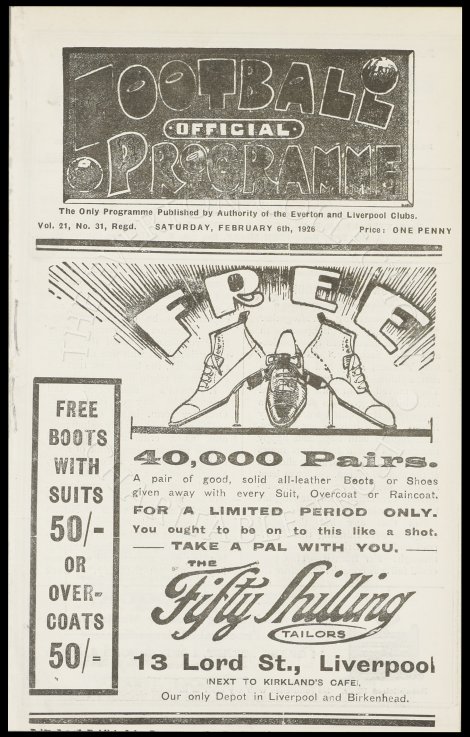 FOOTBALL
OFFICIAL
PROGRAMME
The Only Programme Published by Authority of the Everton and Liverpool Clubs.
Vol. 21, No. 31, Regd. SATURDAY, FEBRUARY 6th, 1926 Price: ONE PENNY
FREE
FREE
BOOTS
WITH
SUITS
50/-
OR
OVER-
COATS
50/-
40,000 Pairs.
A pair of good, solid all-leather Boots or Shoes
given away with every Suit, Overcoat or Raincoat.
FOR A LIMITED PERIOD ONLY.
You ought to be on to this like a shot.
TAKE A PAL WITH YOU.
THE
Fifty Shilling
TAILORS
13 Lord St., Liverpool
(NEXT TO KIRKLAND'S CAFE).
Our only Depot in Liverpool and Birkenhead.